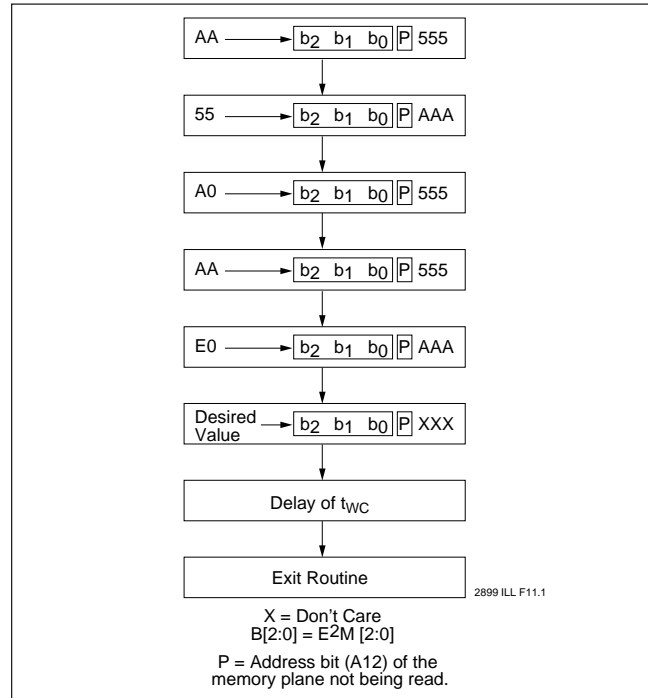 AA b2 b1 b0 P 555
55 b2 b1 b0 P AAA
A0 b2 b1 b0 P 555
AA b2 b1 b0 P 555
E0 b2 b1 b0 P AAA
Desired
Value b2 b1 b0 P XXX
Delay of tWC
Exit Routine
2899 ILL F11.1
X = Don't Care
B[2:0] = E2M [2:0]
P = Address bit (A12) of the
memory plane not being read.